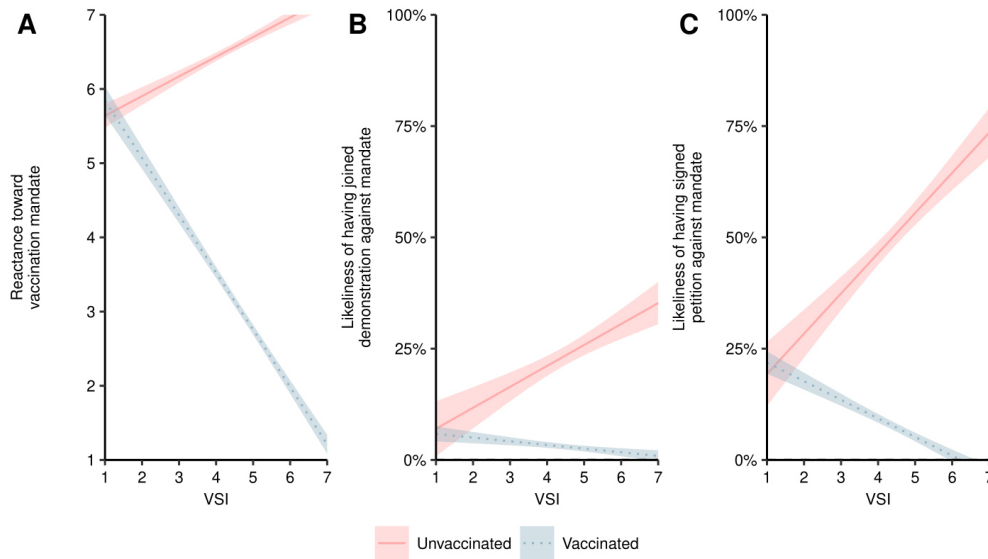 A
Reactance toward
vaccination mandate
7
6
5
4
3
2
1
1 2 3 4 5 6 7
VSI
B
Likeliness of having joined
demonstration against mandate
100%
75%
50%
25%
0%
1 2 3 4 5 6 7
VSI
C
Likeliness of having signed
petition against mandate
100%
75%
50%
25%
0%
1 2 3 4 5 6 7
VSI
Unvaccinated Vaccinated